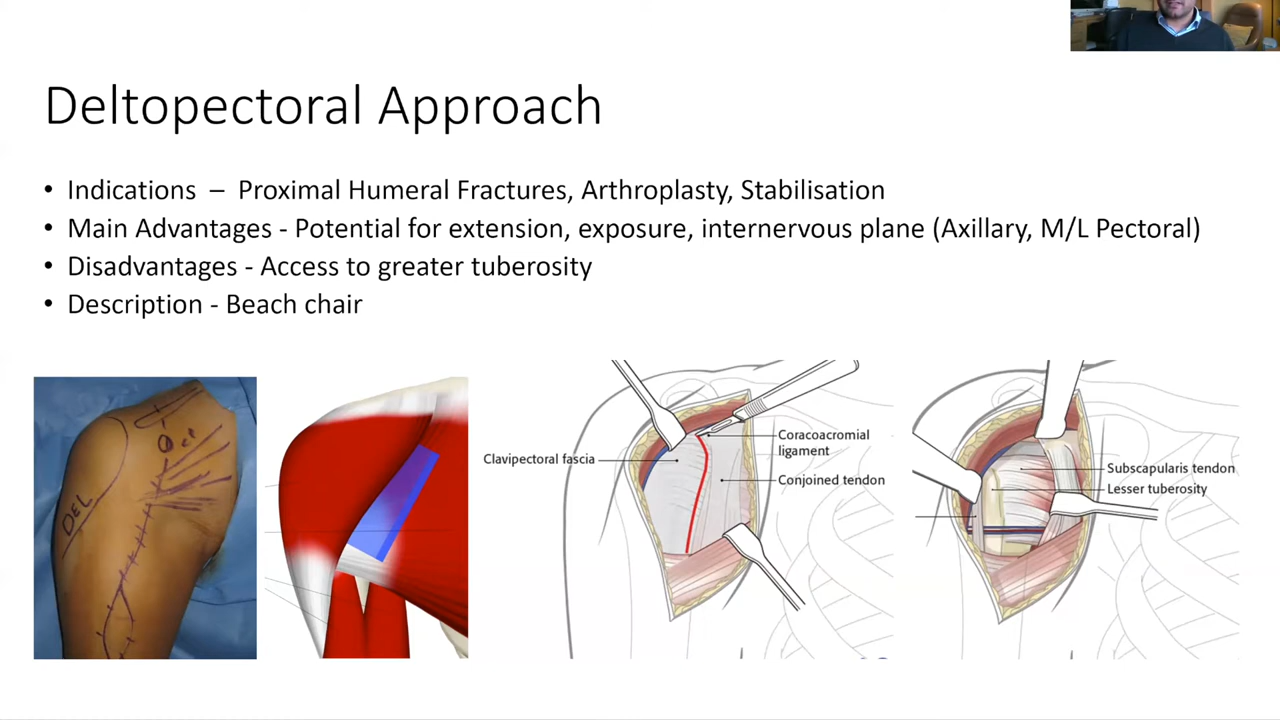 Deltopectoral Approach
• Indications – Proximal Humeral Fractures, Arthroplasty, Stabilisation
• Main Advantages - Potential for extension, exposure, internervous plane (Axillary, M/L Pectoral)
• Disadvantages - Access to greater tuberosity
• Description - Beach chair
DEL
Clavipectoral fascia
Coracoacromial
ligament
Conjoined tendon
Subscapularis tendon
Lesser tuberosity